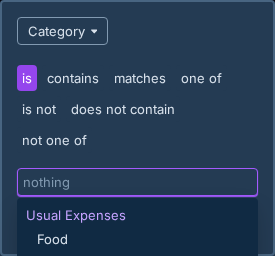 Category
is contains matches one of
is not does not contain
not one of
nothing
Usual Expenses
Food